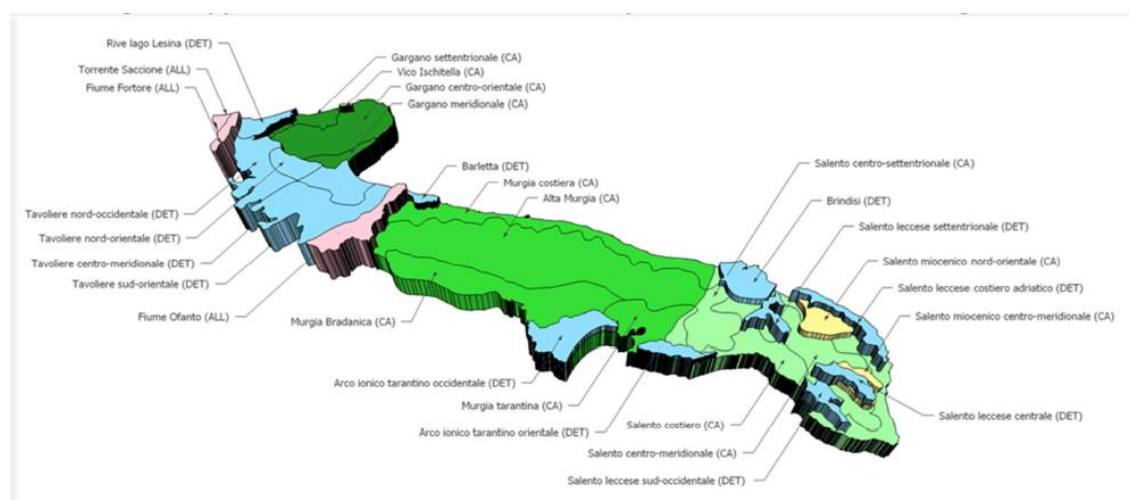 Rive lago Lesina (DET)
Torrente Saccione (ALL)
Fiume Fortore (ALL)
Gargano settentrionale (CA)
Vico Ischitella (CA)
Gargano centro-orientale (CA)
Gargano meridionale (CA)
Barletta (DET)
Murgia costiera (CA)
Alta Murgia (CA)
Salento centro-settentrionale (CA)
Brindisi (DET)
Salento leccese settentrionale (DET)
Salento miocenico nord-orientale (CA)
Salento leccese costiero adriatico (DET)
Salento miocenico centro-meridionale (CA)
Tavoliere nord-occidentale (DET)
Tavoliere nord-orientale (DET)
Tavoliere centro-meridionale (DET)
Tavoliere sud-orientale (DET)
Fiume Ofanto (ALL)
Murgia Bradanica (CA)
Arco ionico tarantino occidentale (DET)
Murgia tarantina (CA)
Arco ionico tarantino orientale (DET)
Salento costiero (CA)
Salento centro-meridionale (CA)
Salento leccese sud-occidentale (DET)
Salento leccese centrale (DET)